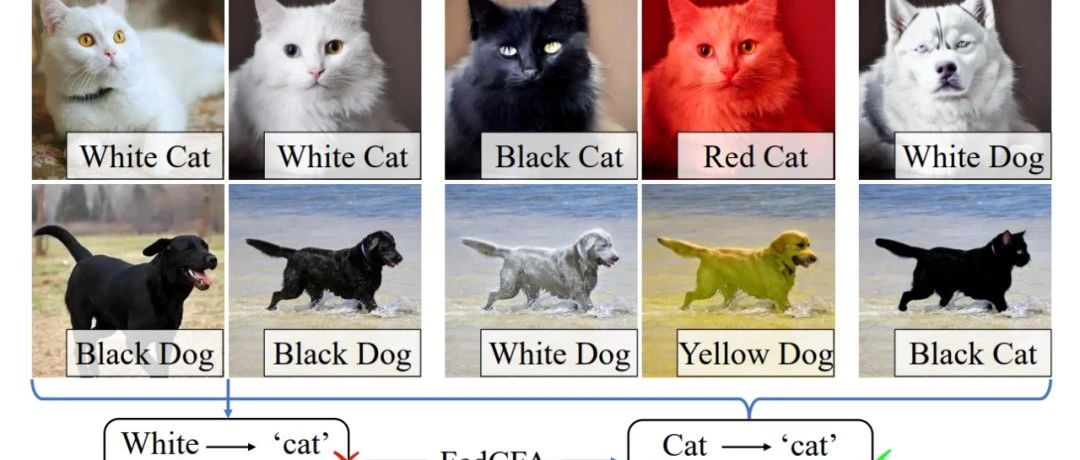 White Cat
White Cat
Black Cat
Red Cat
White Dog
Black Dog
Black Dog
White Dog
Yellow Dog
Black Cat
White → ‘cat’
FedCFA
Cat → ‘cat’